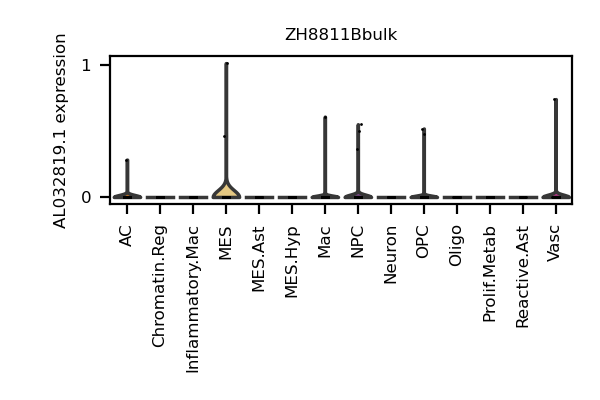 ZH8811Bbulk
AL032819.1 expression
1
0
AC
Chromatin.Reg
Inflammatory.Mac
MES
MES.Ast
MES.Hyp
Mac
NPC
Neuron
OPC
Oligo
Prolif.Metab
Reactive.Ast
Vasc